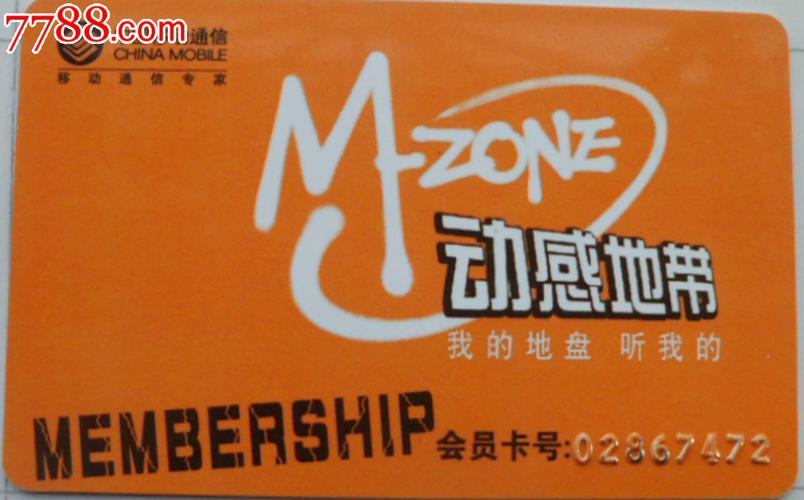 7788.com
通信
CHINA MOBILE
移动通信专家
M-ZONE
动感地带
我的地盘 听我的
MEMBERSHIP 会员卡号:02867472